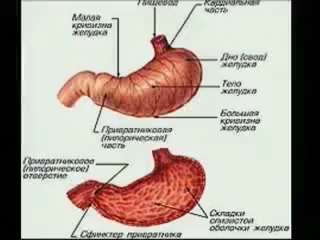 Пищевод
Кардиальная
часть
Малая
кривизна
желудка
Дно (свод)
желудка
Тело
желудка
Большая
кривизна
желудка
Привратниковая
(пилорическая)
часть
Привратниковое
(пилорическое)
отверстие
Складки
слизистой
оболочки желудка
Сфинктер привратника